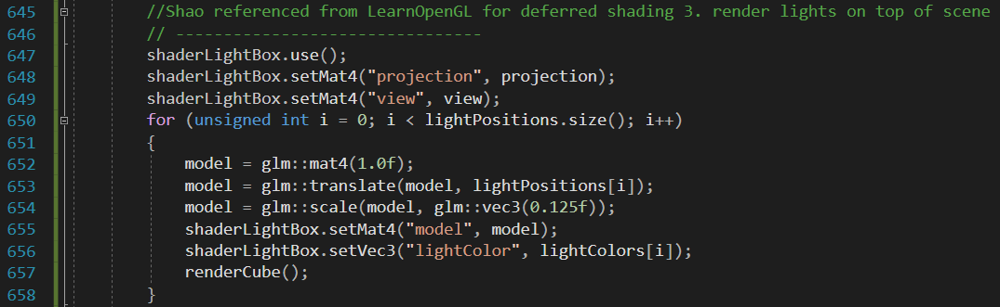 645 //Shao referenced from LearnOpenGL for deferred shading 3. render lights on top of scene
646 // --------------------------------
647 shaderLightBox.use();
648 shaderLightBox.setMat4("projection", projection);
649 shaderLightBox.setMat4("view", view);
650 for (unsigned int i = 0; i < lightPositions.size(); i++)
651 {
652 model = glm::mat4(1.0f);
653 model = glm::translate(model, lightPositions[i]);
654 model = glm::scale(model, glm::vec3(0.125f));
655 shaderLightBox.setMat4("model", model);
656 shaderLightBox.setVec3("lightColor", lightColors[i]);
657 renderCube();
658 }